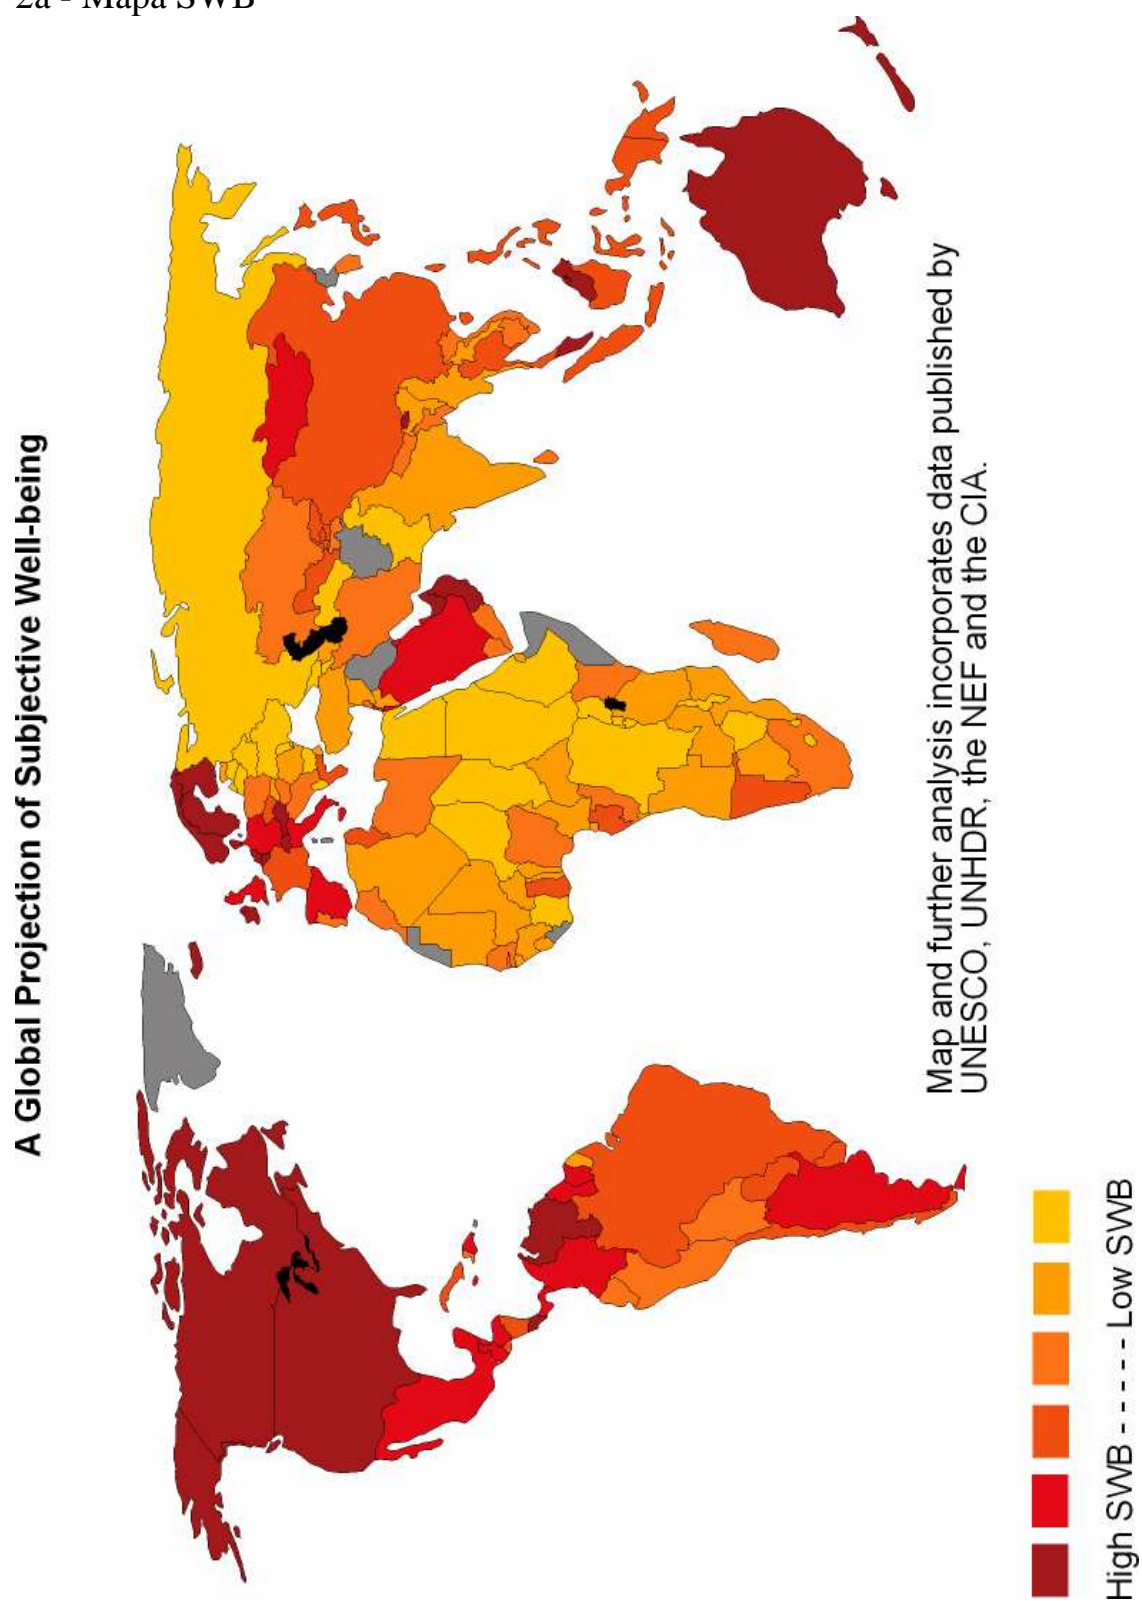 2a - Mapa SWB
A Global Projection of Subjective Well-being
Map and further analysis incorporates data published by
UNESCO, UNHDR, the NEF and the CIA.
High SWB - - - - - Low SWB